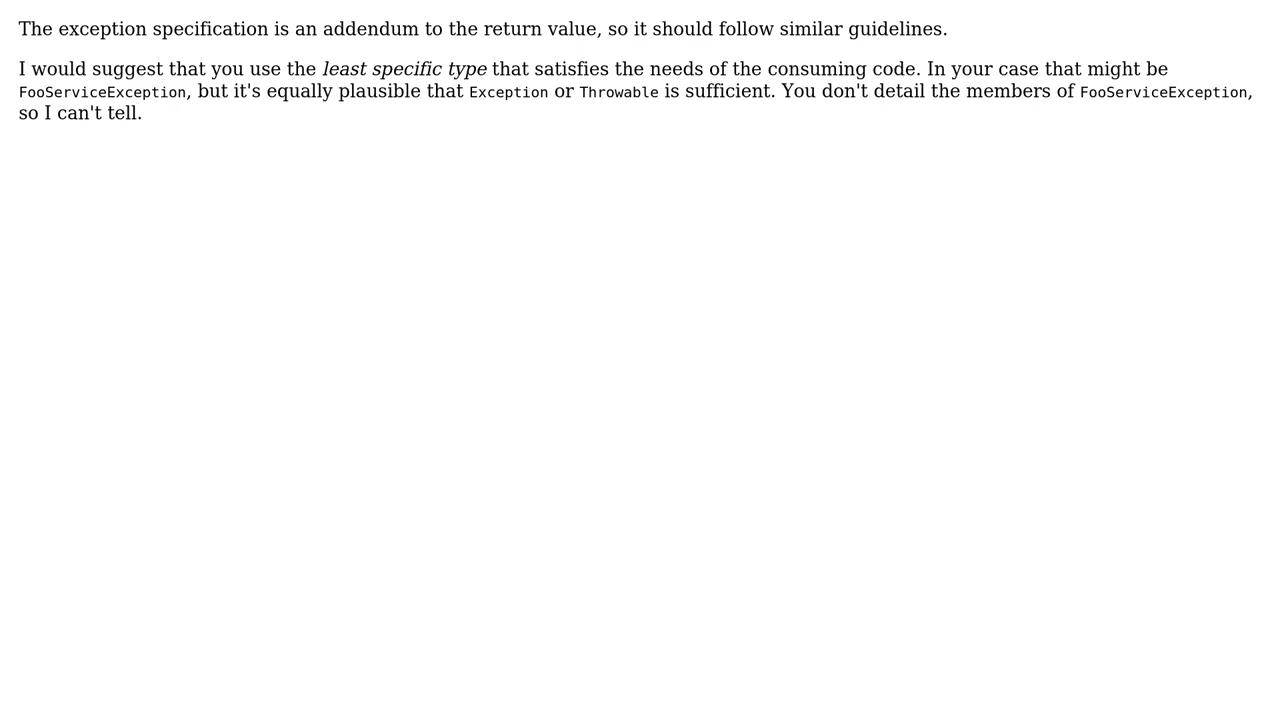 The exception specification is an addendum to the return value, so it should follow similar guidelines.
I would suggest that you use the least specific type that satisfies the needs of the consuming code. In your case that might be
FooServiceException, but it's equally plausible that Exception or Throwable is sufficient. You don't detail the members of FooServiceException,
so I can't tell.